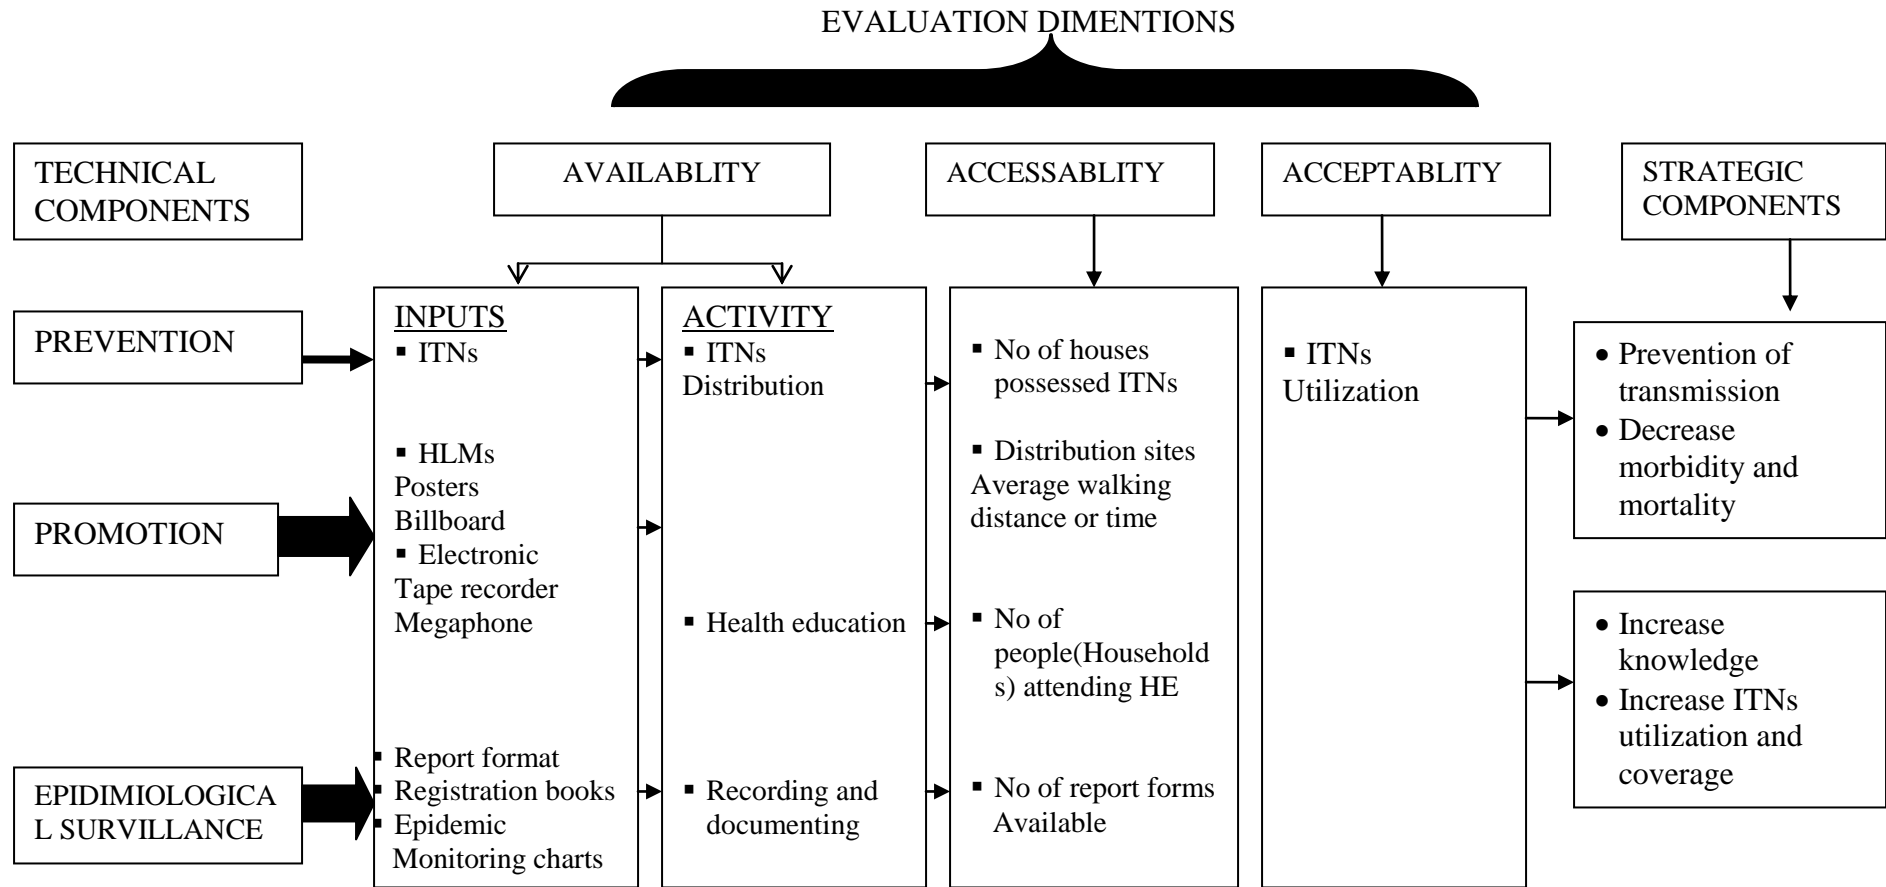 EVALUATION DIMENTIONS
TECHNICAL
COMPONENTS
AVAILABLITY
ACCESSABLITY
ACCEPTABLITY
STRATEGIC
COMPONENTS
PREVENTION
PROMOTION
EPIDIMIOLOGICA
L SURVILLANCE
INPUTS
▪ ITNs
▪ HLMs
Posters
Billboard
▪ Electronic
Tape recorder
Megaphone
▪ Report format
▪ Registration books
▪ Epidemic
Monitoring charts
ACTIVITY
▪ ITNs
Distribution
▪ Health education
▪ Recording and
documenting
▪ No of houses
possessed ITNs
▪ Distribution sites
Average walking
distance or time
▪ No of
people(Household
s) attending HE
▪ No of report forms
Available
▪ ITNs
Utilization
• Prevention of
transmission
• Decrease
morbidity and
mortality
• Increase
knowledge
• Increase ITNs
utilization and
coverage